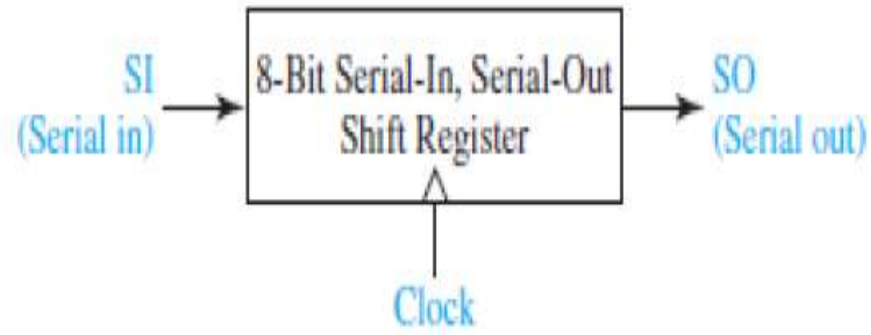 SI
(Serial in)
8-Bit Serial-In, Serial-Out
Shift Register
SO
(Serial out)
Clock